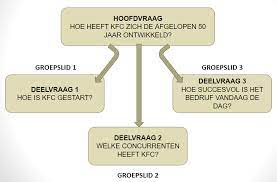 HOOFDVRAAG
HOE HEEFT KFC ZICH DE AFGELOPEN 50
JAAR ONTWIKKELD?
GROEPSLID 1
GROEPSLID 3
DEELVRAAG 1
HOE IS KFC GESTART?
DEELVRAAG 3
HOE SUCCESVOL IS HET
BEDRIJF VANDAAG DE
DAG?
DEELVRAAG 2
WELKE CONCURRENTEN
HEEFT KFC?
GROEPSLID 2